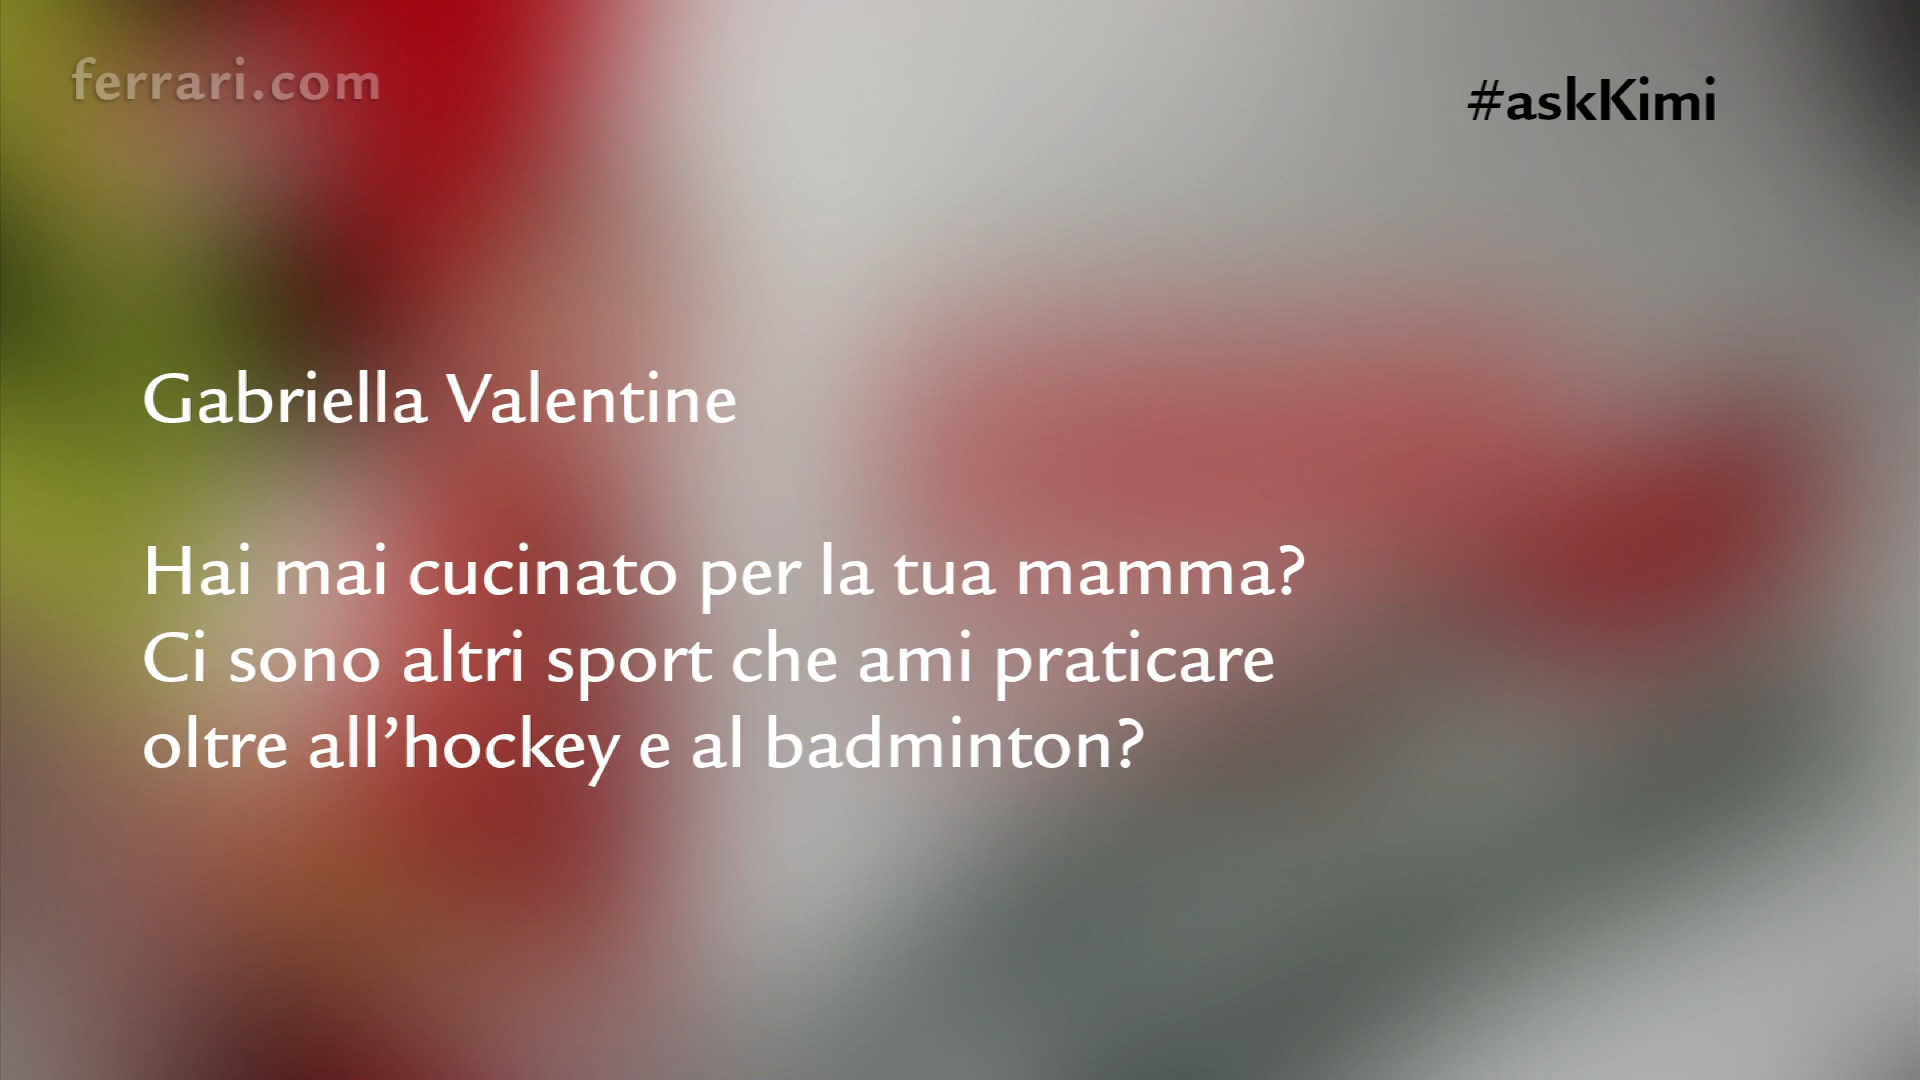 ferrari.com
#askKimi
Gabriella Valentine
Hai mai cucinato per la tua mamma?
Ci sono altri sport che ami praticare
oltre all’hockey e al badminton?